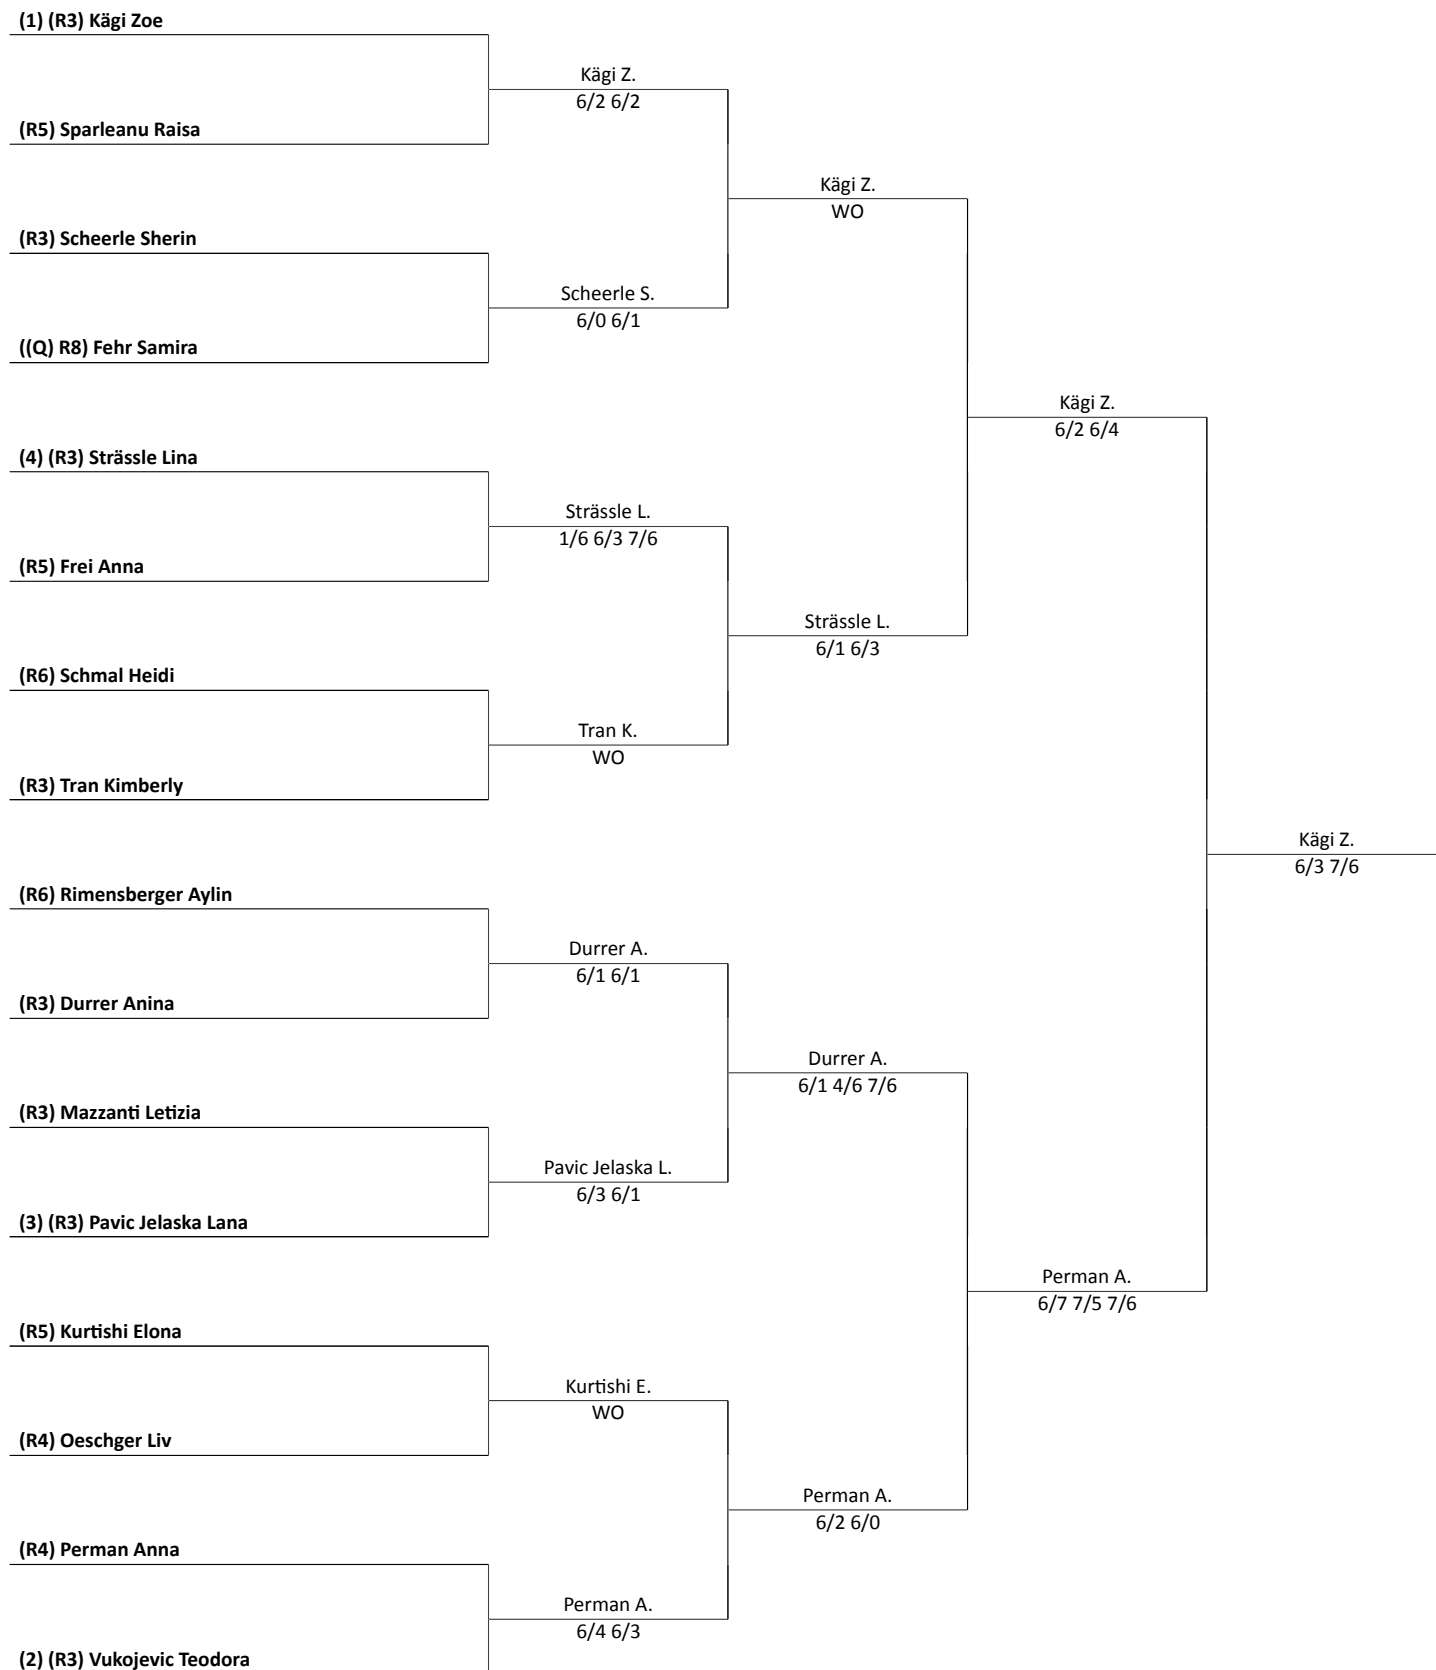 (1) (R3) Kägi Zoe
Kägi Z.
6/2 6/2
(R5) Sparleanu Raisa
Kägi Z.
WO
(R3) Scheerle Sherin
Scheerle S.
6/0 6/1
((Q) R8) Fehr Samira
Kägi Z.
6/2 6/4
(4) (R3) Strässle Lina
Strässle L.
1/6 6/3 7/6
(R5) Frei Anna
Strässle L.
6/1 6/3
(R6) Schmal Heidi
Tran K.
WO
(R3) Tran Kimberly
Kägi Z.
6/3 7/6
(R6) Rimensberger Aylin
Durrer A.
6/1 6/1
(R3) Durrer Anina
Durrer A.
6/1 4/6 7/6
(R3) Mazzanti Letizia
Pavic Jelaska L.
6/3 6/1
(3) (R3) Pavic Jelaska Lana
Perman A.
6/7 7/5 7/6
(R5) Kurtishi Elona
Kurtishi E.
WO
(R4) Oeschger Liv
Perman A.
6/2 6/0
(R4) Perman Anna
Perman A.
6/4 6/3
(2) (R3) Vukojevic Teodora